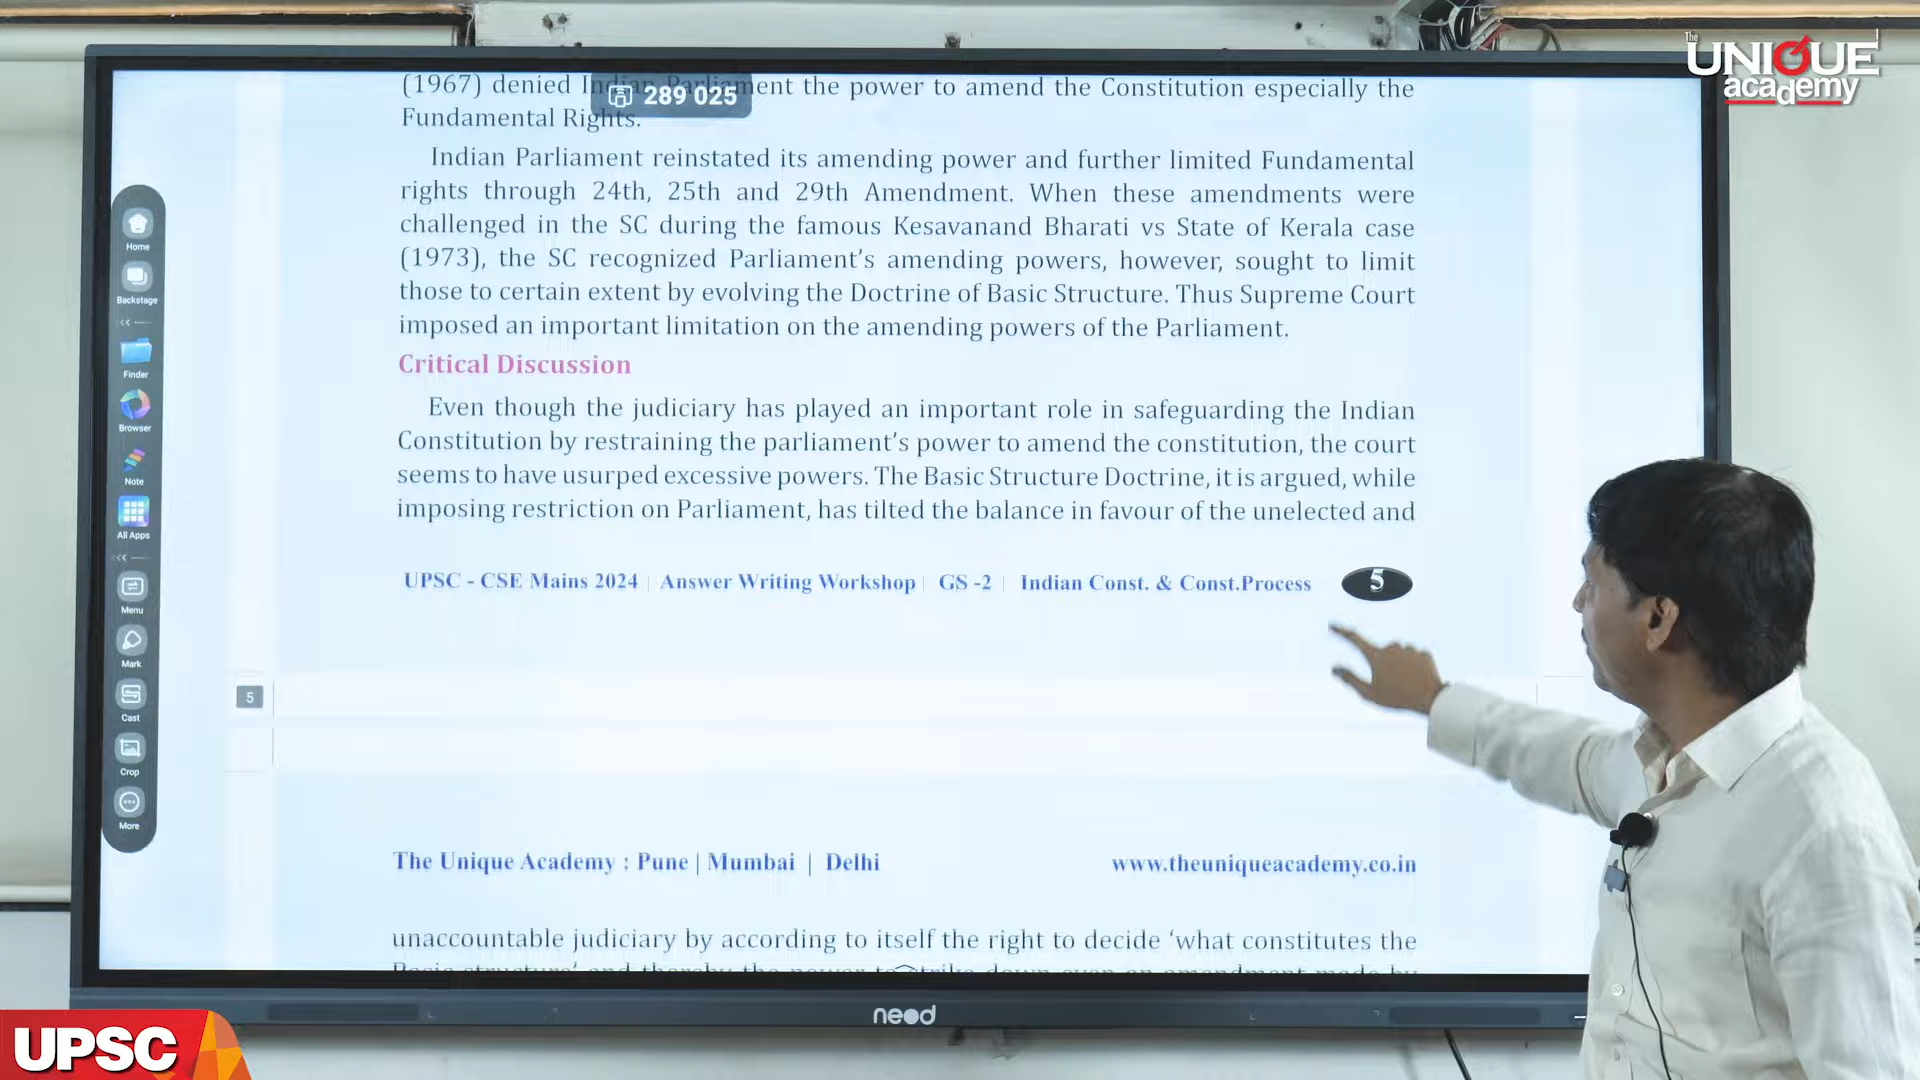 The
UNIQUE
academy
(1967) denied Indian Parliament the power to amend the Constitution especially the
289 025
Fundamental Rights.
Indian Parliament reinstated its amending power and further limited Fundamental
rights through 24th, 25th and 29th Amendment. When these amendments were
challenged in the SC during the famous Kesavanand Bharati vs State of Kerala case
(1973), the SC recognized Parliament's amending powers, however, sought to limit
those to certain extent by evolving the Doctrine of Basic Structure. Thus Supreme Court
imposed an important limitation on the amending powers of the Parliament.
Critical Discussion
Even though the judiciary has played an important role in safeguarding the Indian
Constitution by restraining the parliament's power to amend the constitution, the court
seems to have usurped excessive powers. The Basic Structure Doctrine, it is argued, while
imposing restriction on Parliament, has tilted the balance in favour of the unelected and
UPSC - CSE Mains 2024 | Answer Writing Workshop | GS -2 | Indian Const. & Const.Process 5
5
The Unique Academy : Pune | Mumbai | Delhi www.theuniqueacademy.co.in
unaccountable judiciary by according to itself the right to decide 'what constitutes the
Home
Backstage
Finder
Browser
Note
All Apps
Menu
Mark
Cast
Crop
More
neod
UPSC